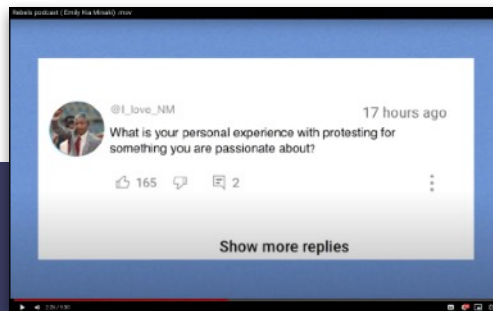 Rebels podcast | Emily Kia Minaki) .mov
@I_love_NM
17 hours ago
What is your personal experience with protesting for
something you are passionate about?
165
2
Show more replies